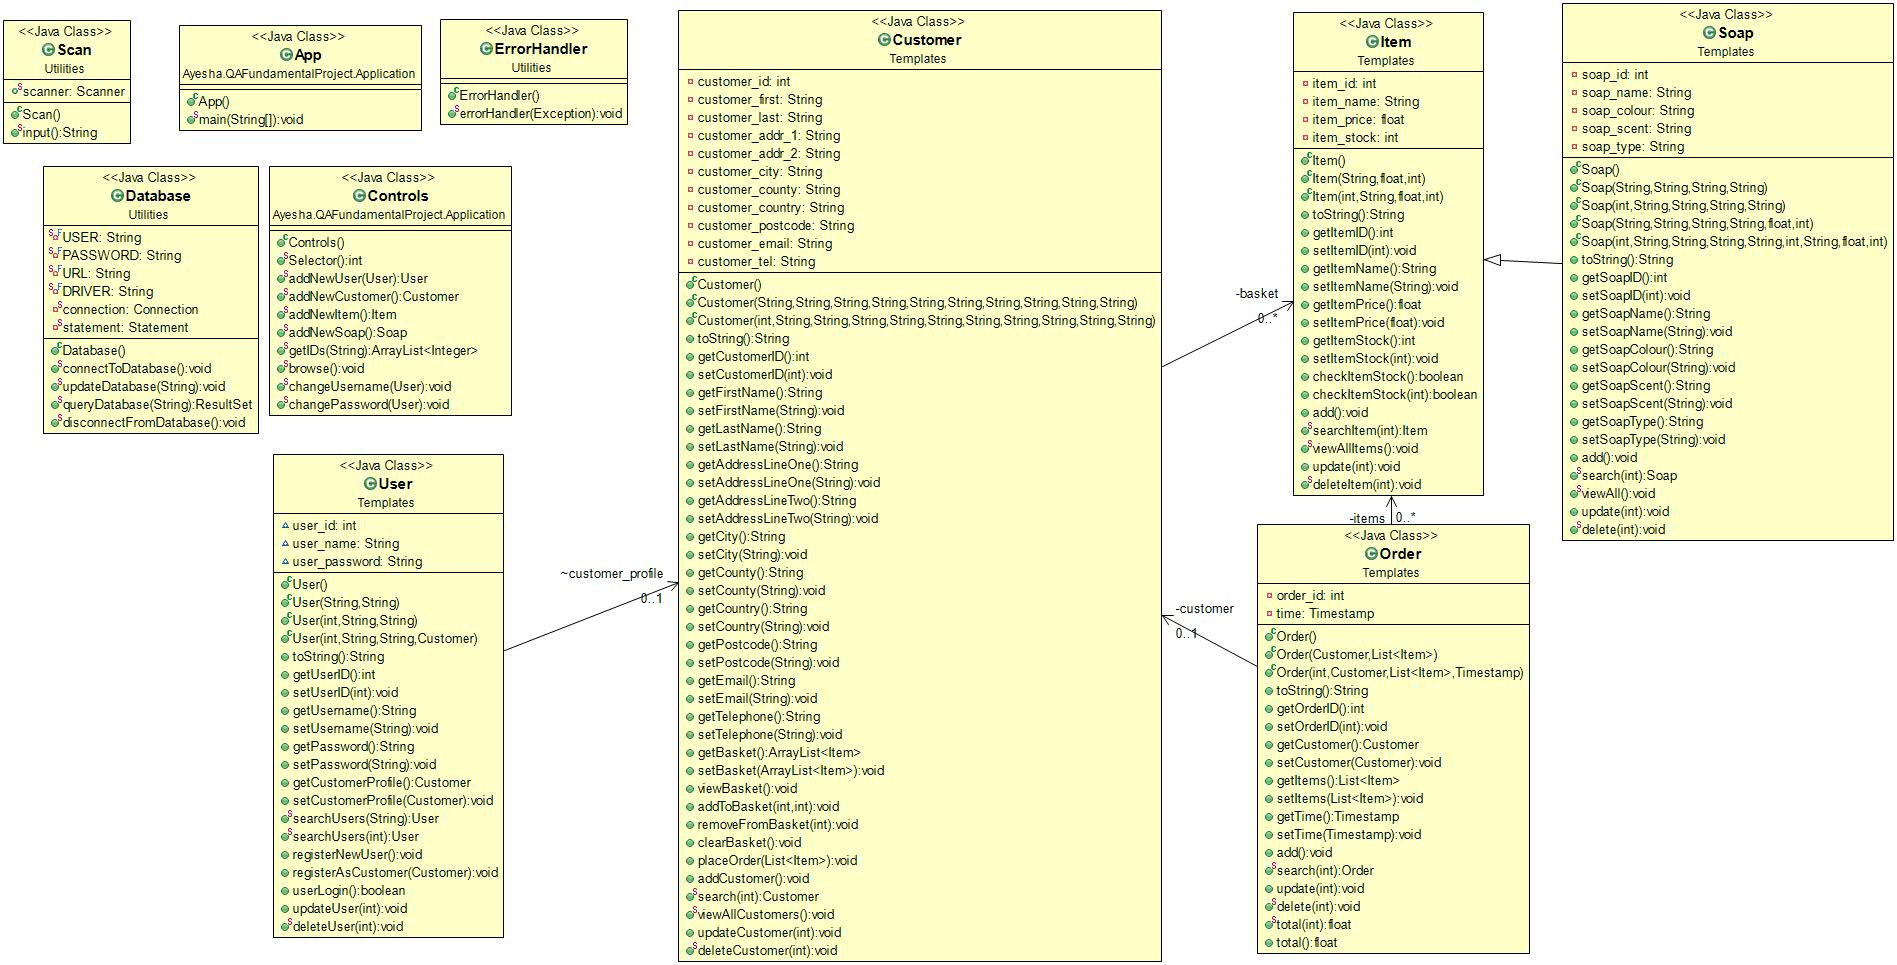 <<Java Class>>
Scan
Utilities
scanner: Scanner
Scan()
input():String
<<Java Class>>
App
Ayesha.QAFundamentalProject.Application
App()
main(String[]):void
<<Java Class>>
ErrorHandler
Utilities
ErrorHandler()
errorHandler(Exception):void
<<Java Class>>
Database
Utilities
USER: String
PASSWORD: String
URL: String
DRIVER: String
connection: Connection
statement: Statement
Database()
connectToDatabase():void
updateDatabase(String):void
queryDatabase(String):ResultSet
disconnectFromDatabase():void
<<Java Class>>
Controls
Ayesha.QAFundamentalProject.Application
Controls()
Selector():int
addNewUser(User):User
addNewCustomer():Customer
addNewItem():Item
addNewSoap():Soap
getIDs(String):ArrayList<Integer>
browse():void
changeUsername(User):void
changePassword(User):void
<<Java Class>>
User
Templates
user_id: int
user_name: String
user_password: String
User()
User(String,String)
User(int,String,String)
User(int,String,String,Customer)
toString():String
getUserID():int
setUserID(int):void
getUsername():String
setUsername(String):void
getPassword():String
setPassword(String):void
getCustomerProfile():Customer
setCustomerProfile(Customer):void
searchUsers(String):User
searchUsers(int):User
registerNewUser():void
registerAsCustomer(Customer):void
userLogin():boolean
updateUser(int):void
deleteUser(int):void
~customer_profile
0..1
<<Java Class>>
Customer
Templates
customer_id: int
customer_first: String
customer_last: String
customer_addr_1: String
customer_addr_2: String
customer_city: String
customer_county: String
customer_country: String
customer_postcode: String
customer_email: String
customer_tel: String
Customer()
Customer(String,String,String,String,String,String,String,String,String,String)
Customer(int,String,String,String,String,String,String,String,String,String,String)
toString():String
getCustomerID():int
setCustomerID(int):void
getFirstName():String
setFirstName(String):void
getLastName():String
setLastName(String):void
getAddressLineOne():String
setAddressLineOne(String):void
getAddressLineTwo():String
setAddressLineTwo(String):void
getCity():String
setCity(String):void
getCounty():String
setCounty(String):void
getCountry():String
setCountry(String):void
getPostcode():String
setPostcode(String):void
getEmail():String
setEmail(String):void
getTelephone():String
setTelephone(String):void
getBasket():ArrayList<Item>
setBasket(ArrayList<Item>):void
viewBasket():void
addToBasket(int,int):void
removeFromBasket(int):void
clearBasket():void
placeOrder(List<Item>):void
addCustomer():void
search(int):Customer
viewAllCustomers():void
updateCustomer(int):void
deleteCustomer(int):void
-basket
0..*
<<Java Class>>
Item
Templates
item_id: int
item_name: String
item_price: float
item_stock: int
Item()
Item(String,float,int)
Item(int,String,float,int)
toString():String
getItemID():int
setItemID(int):void
getItemName():String
setItemName(String):void
getItemPrice():float
setItemPrice(float):void
getItemStock():int
setItemStock(int):void
checkItemStock():boolean
checkItemStock(int):boolean
add():void
searchItem(int):Item
viewAllItems():void
update(int):void
deleteItem(int):void
-items
0..*
<<Java Class>>
Order
Templates
order_id: int
time: Timestamp
Order()
Order(Customer,List<Item>)
Order(int,Customer,List<Item>,Timestamp)
toString():String
getOrderID():int
setOrderID(int):void
getCustomer():Customer
setCustomer(Customer):void
getItems():List<Item>
setItems(List<Item>):void
getTime():Timestamp
setTime(Timestamp):void
add():void
search(int):Order
update(int):void
delete(int):void
total(int):float
total():float
-customer
0..1
<<Java Class>>
Soap
Templates
soap_id: int
soap_name: String
soap_colour: String
soap_scent: String
soap_type: String
Soap()
Soap(String,String,String,String)
Soap(int,String,String,String,String)
Soap(String,String,String,String,float,int)
Soap(int,String,String,String,String,int,String,float,int)
toString():String
getSoapID():int
setSoapID(int):void
getSoapName():String
setSoapName(String):void
getSoapColour():String
setSoapColour(String):void
getSoapScent():String
setSoapScent(String):void
getSoapType():String
setSoapType(String):void
add():void
search(int):Soap
viewAll():void
update(int):void
delete(int):void